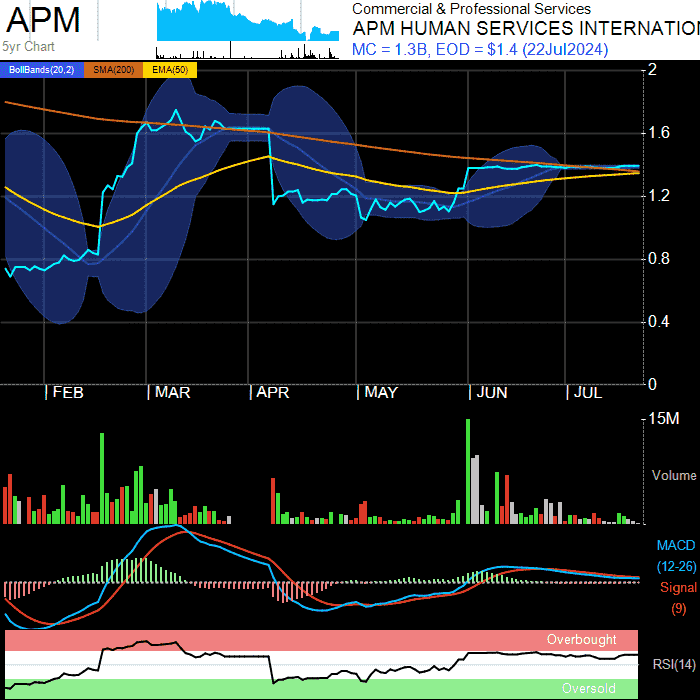 APM
5yr Chart
Commercial & Professional Services
APM HUMAN SERVICES INTERNATIO
MC = 1.3B, EOD = $1.4 (22Jul2024)
BollBands(20,2) SMA(200) EMA(50)
2
1.6
1.2
0.8
0.4
0
FEB MAR APR MAY JUN JUL
15M
Volume
MACD
(12-26)
Signal
(9)
Overbought
RSI(14)
Oversold